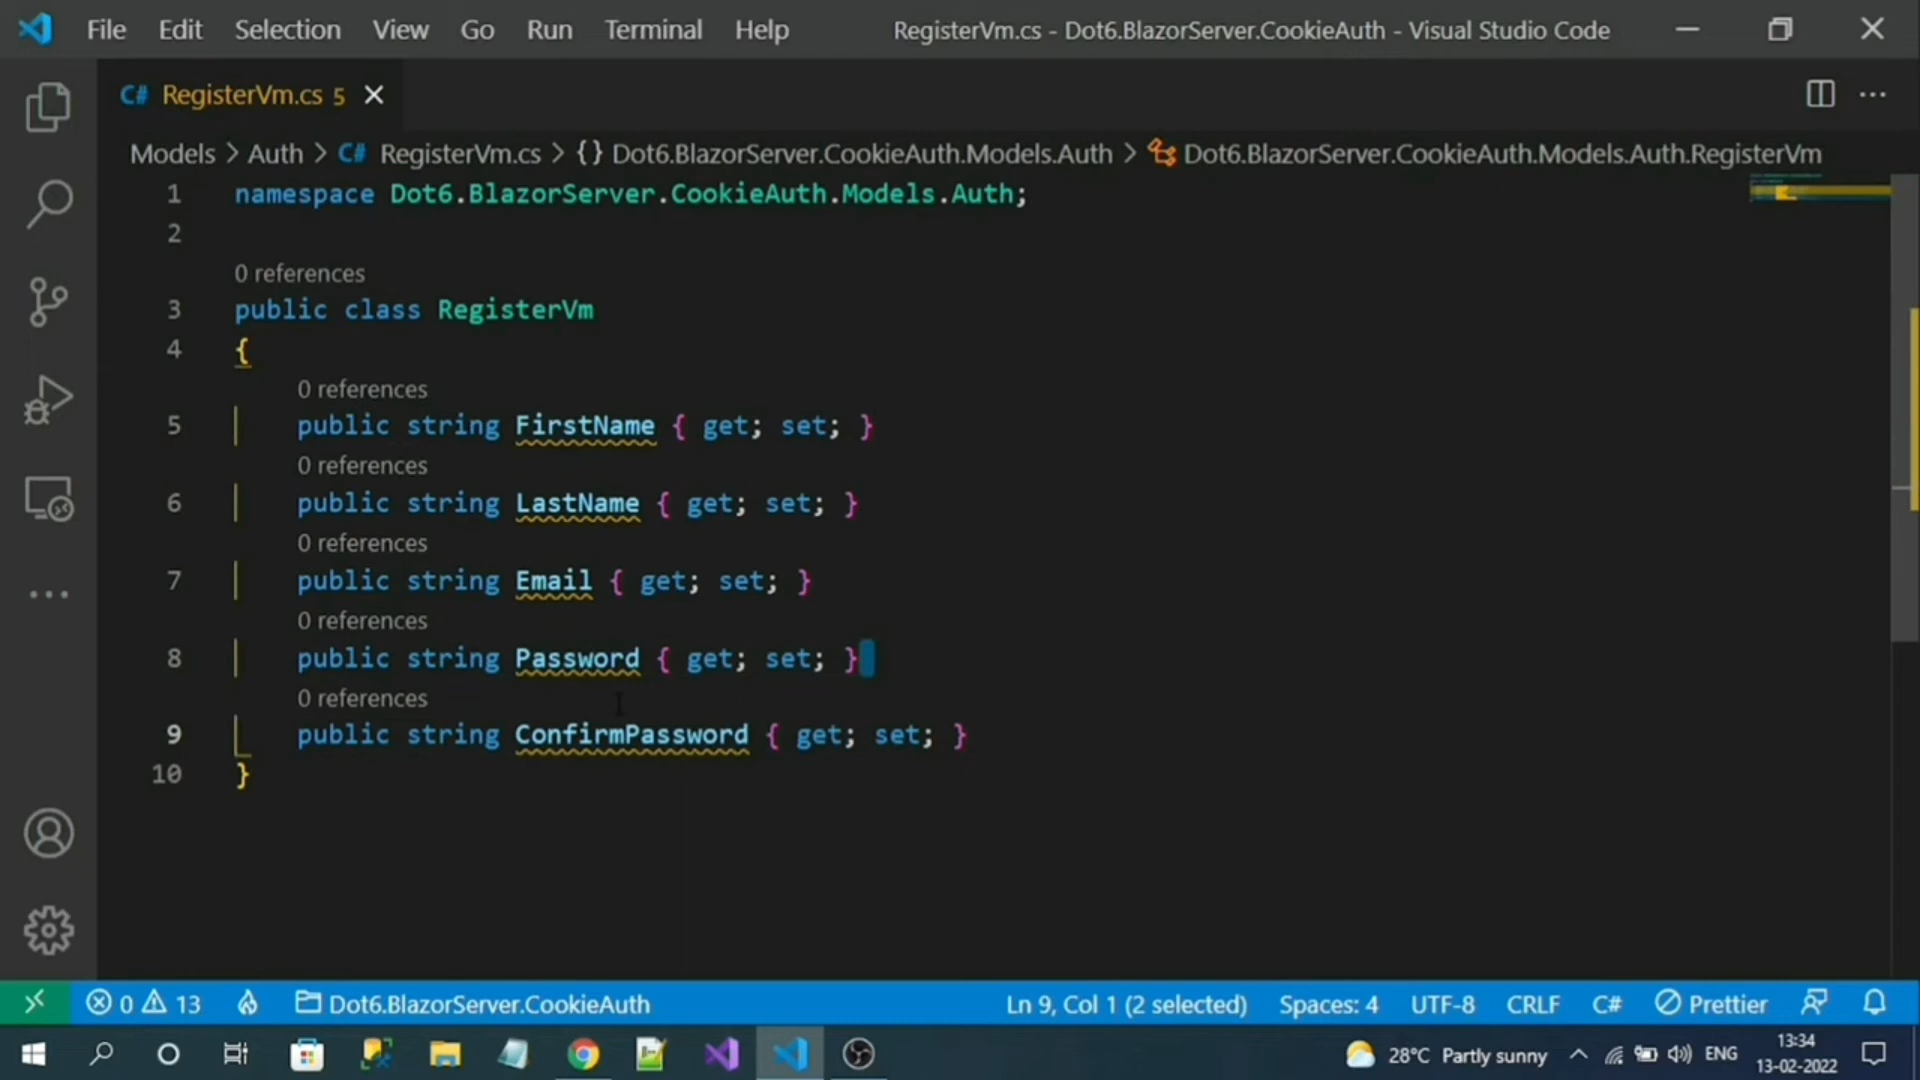 File Edit Selection View Go Run Terminal Help RegisterVm.cs - Dot6.BlazorServer.CookieAuth - Visual Studio Code
C# RegisterVm.cs 5
Models > Auth > C# RegisterVm.cs > {} Dot6.BlazorServer.CookieAuth.Models.Auth > Dot6.BlazorServer.CookieAuth.Models.Auth.RegisterVm
1 namespace Dot6.BlazorServer.CookieAuth.Models.Auth;
2
0 references
3 public class RegisterVm
4 {
0 references
5 public string FirstName { get; set; }
0 references
6 public string LastName { get; set; }
0 references
7 public string Email { get; set; }
0 references
8 public string Password { get; set; }
0 references
9 public string ConfirmPassword { get; set; }
10 }
0 13 Dot6.BlazorServer.CookieAuth Ln 9, Col 1 (2 selected) Spaces: 4 UTF-8 CRLF C# Prettier
28°C Partly sunny ENG 13:34
13-02-2022